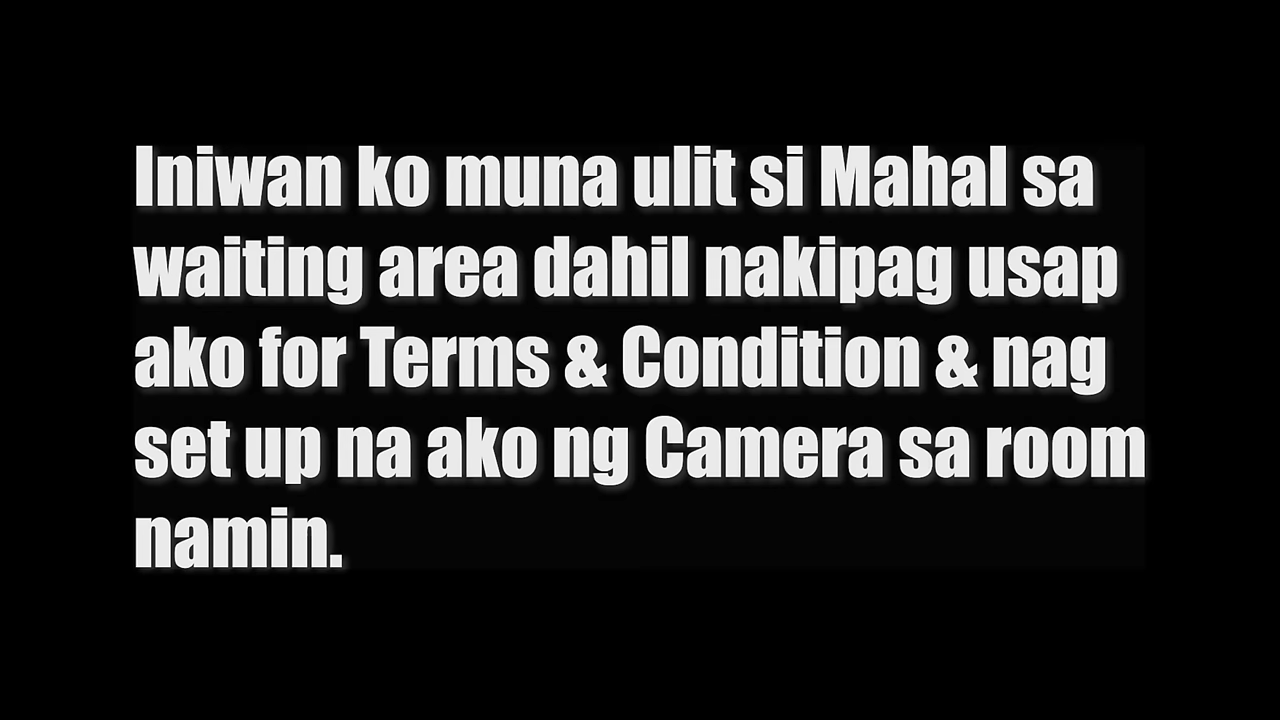 Iniwan ko muna ulit si Mahal sa
waiting area dahil nakipag usap
ako for Terms & Condition & nag
set up na ako ng Camera sa room
namin.